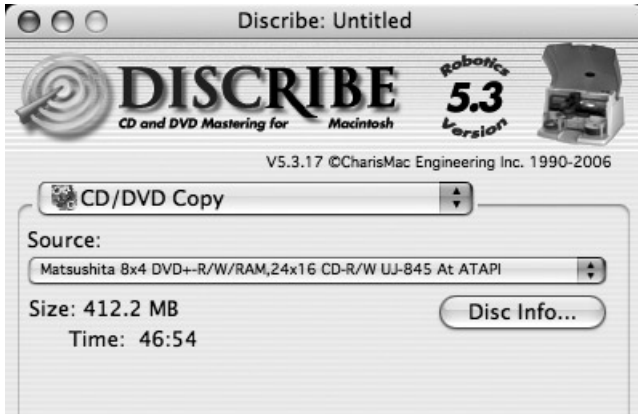 Discribe: Untitled
DISCRIBE
CD and DVD Mastering for Macintosh
Robotics
5.3
Version
V5.3.17 ©CharisMac Engineering Inc. 1990-2006
CD/DVD Copy
Source:
Matsushita 8x4 DVD+-R/W/RAM,24x16 CD-R/W UJ-845 At ATAPI
Size: 412.2 MB
Disc Info...
Time: 46:54